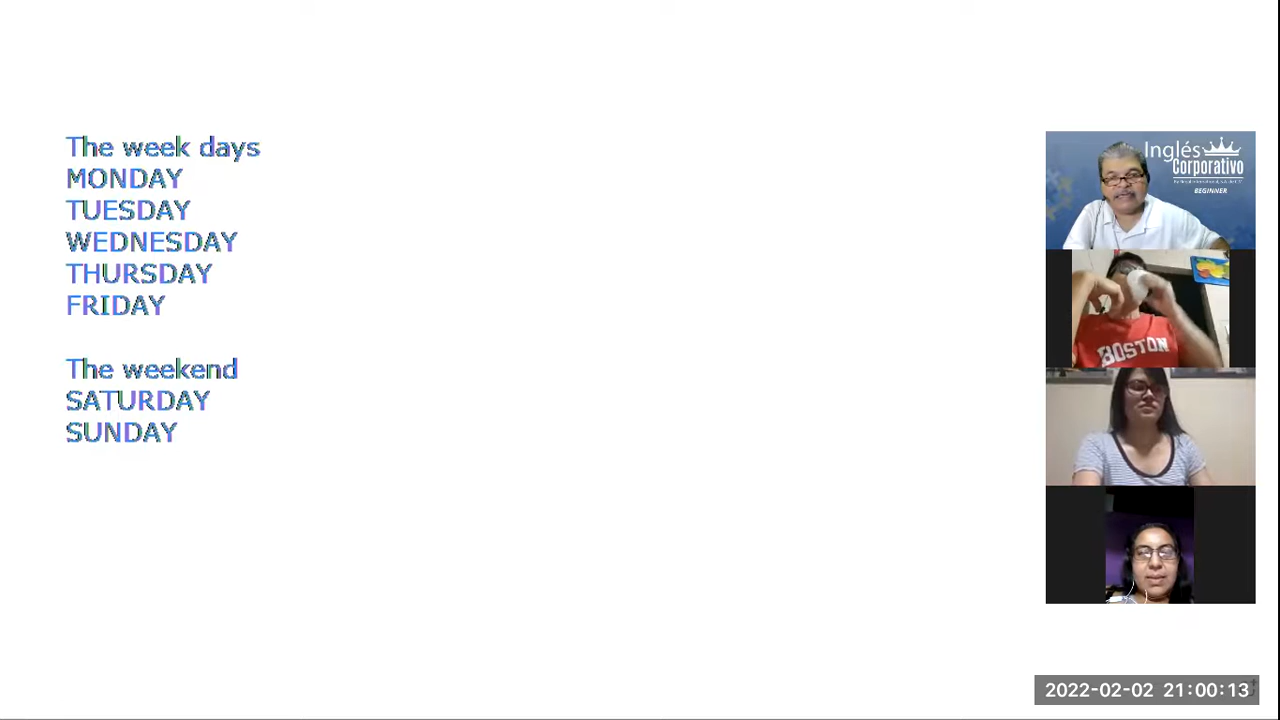 The week days
MONDAY
TUESDAY
WEDNESDAY
THURSDAY
FRIDAY
The weekend
SATURDAY
SUNDAY
Inglés
Corporativo
BEGINNER
BOSTON
2022-02-02 21:00:13